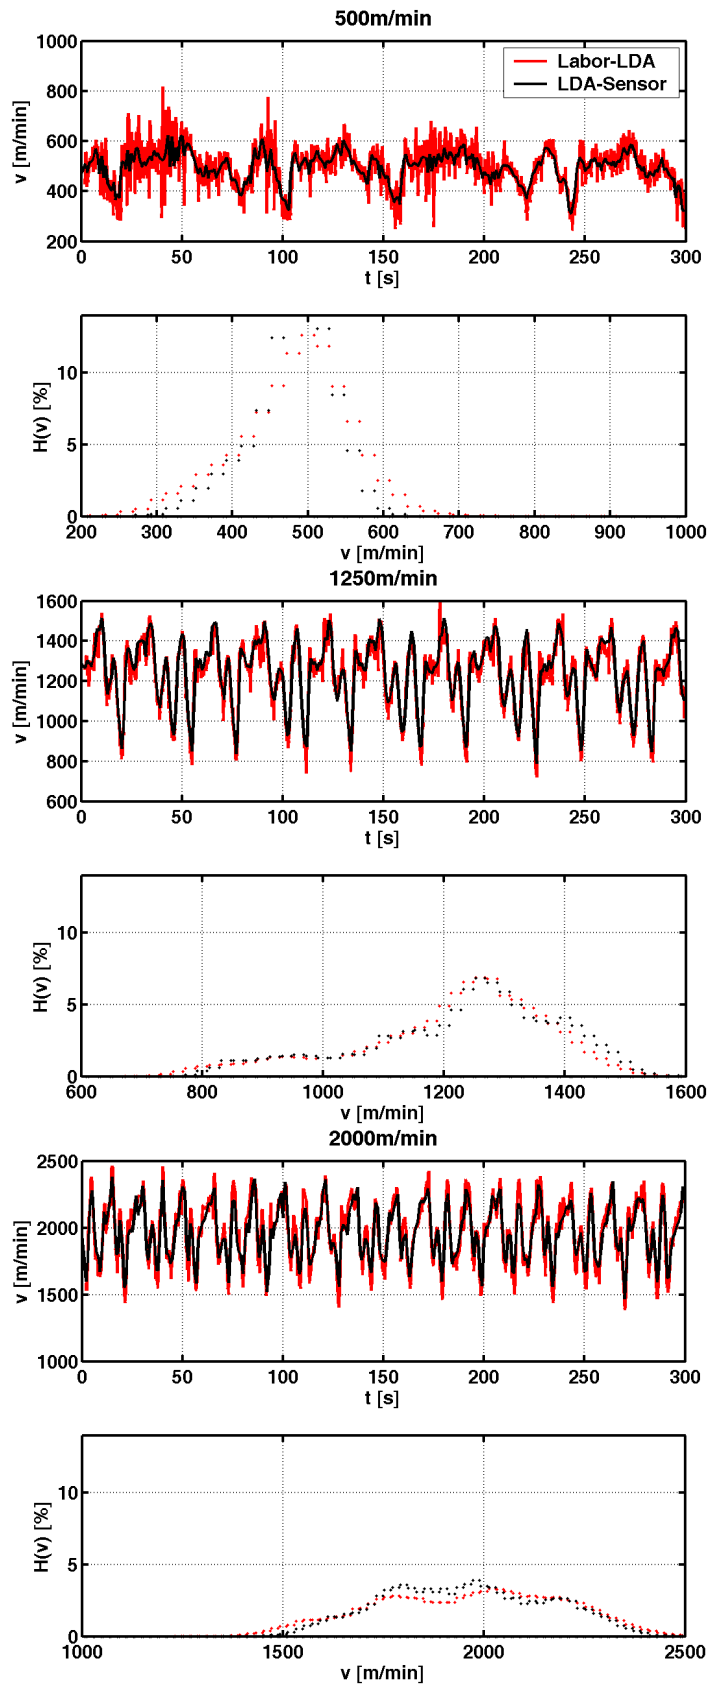 500m/min
1000
800
600
400
200
v [m/min]
Labor-LDA
LDA-Sensor
0 50 100 150 200 250 300
t [s]
10
5
0
H(v) [%]
200 300 400 500 600 700 800 900 1000
v [m/min]
1250m/min
1600
1400
1200
1000
800
600
v [m/min]
0 50 100 150 200 250 300
t [s]
10
5
0
H(v) [%]
600 800 1000 1200 1400 1600
v [m/min]
2000m/min
2500
2000
1500
1000
v [m/min]
0 50 100 150 200 250 300
t [s]
10
5
0
H(v) [%]
1000 1500 2000 2500
v [m/min]